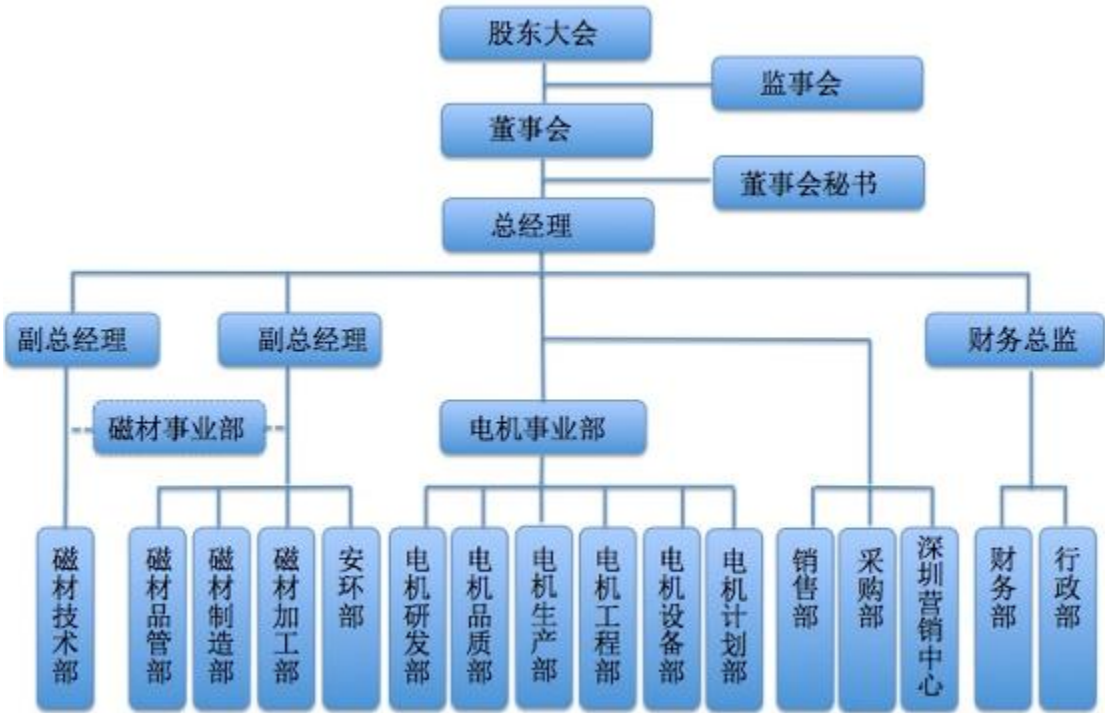 股东大会
监事会
董事会
董事会秘书
总经理
副总经理
副总经理
财务总监
磁材事业部
电机事业部
磁材技术部
磁材品管部
磁材制造部
磁材加工部
安环部
电机研发部
电机品质部
电机生产部
电机工程部
电机设备部
电机计划部
销售部
采购部
深圳营销中心
财务部
行政部